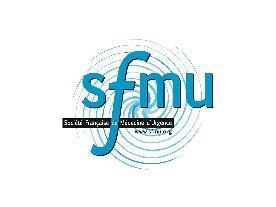 sfmu
Société Française de Médecine d'Urgence
www.sfmu.org